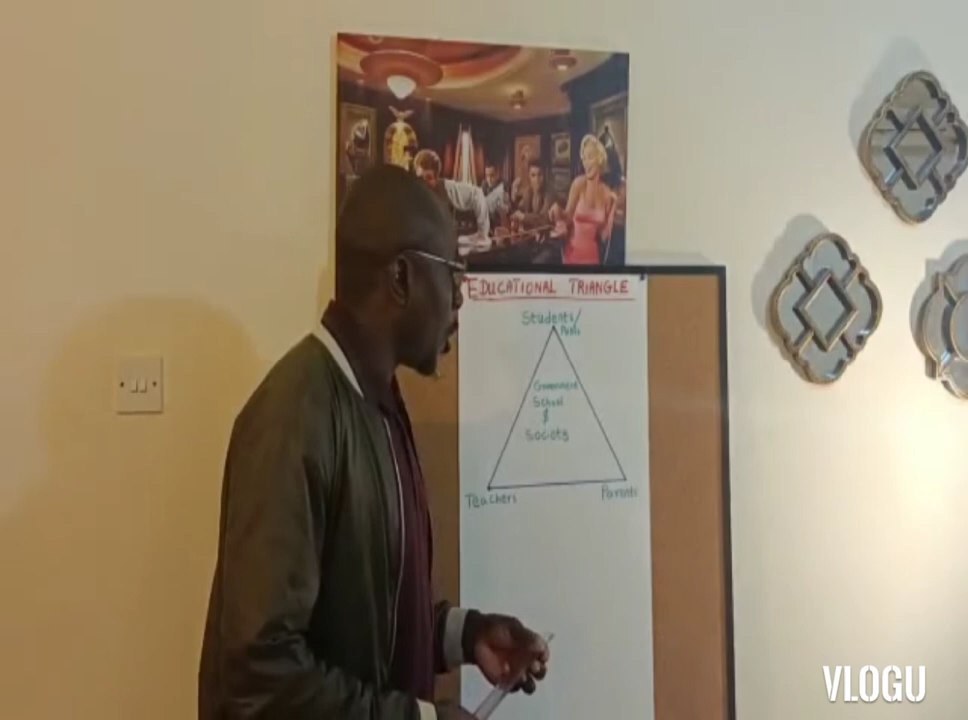 EDUCATIONAL TRIANGLE
Students/
Pupils
Government
School
&
Society
Teachers
Parents
VLOGU